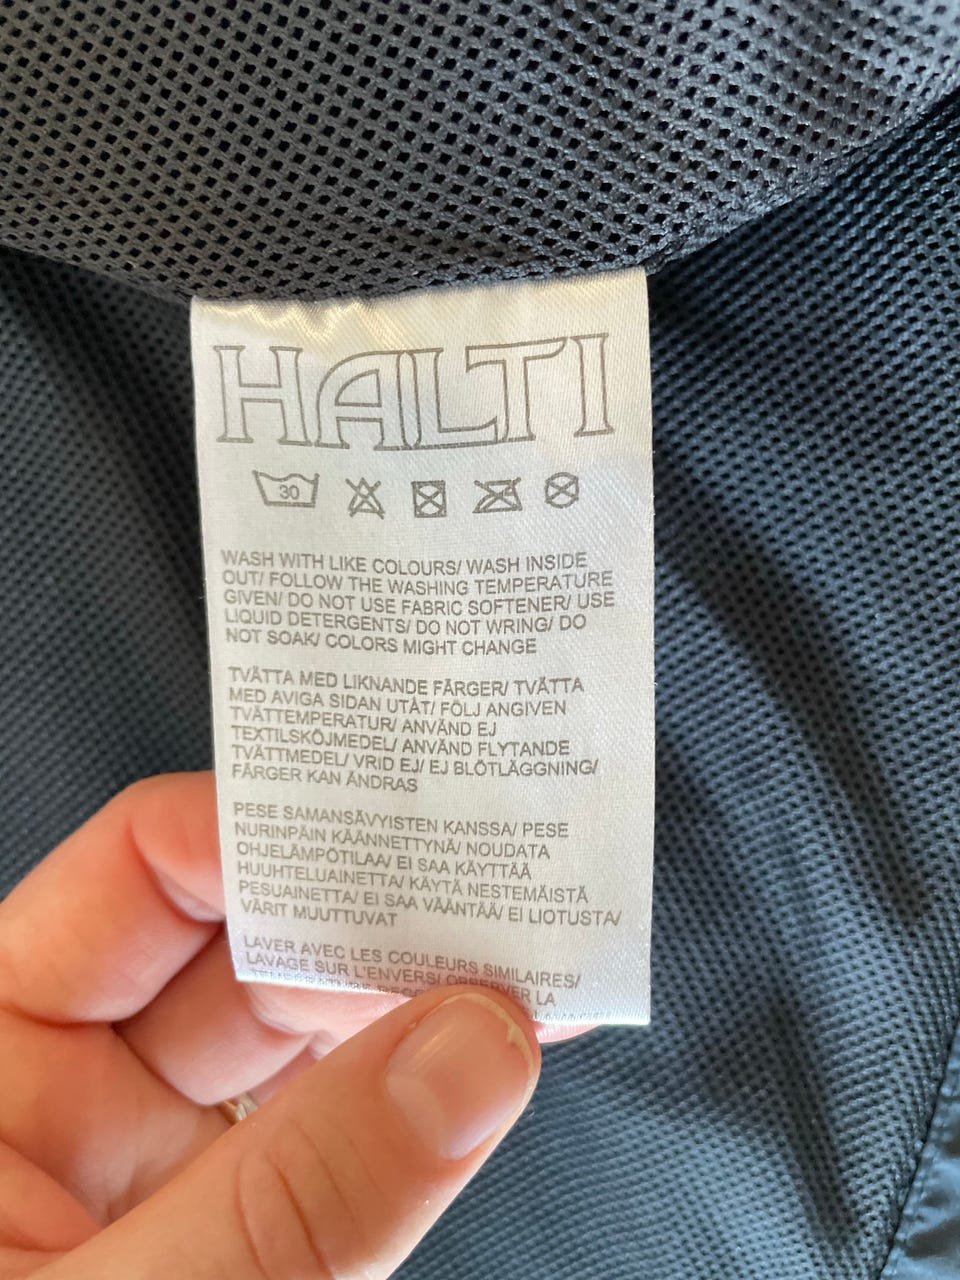 HALTI
30
WASH WITH LIKE COLOURS/ WASH INSIDE
OUT/ FOLLOW THE WASHING TEMPERATURE
GIVEN/ DO NOT USE FABRIC SOFTENER/ USE
LIQUID DETERGENTS/ DO NOT WRING/ DO
NOT SOAK/ COLORS MIGHT CHANGE
TVÄTTA MED LIKNANDE FÄRGER/ TVÄTTA
MED AVIGA SIDAN UTÅT/ FÖLJ ANGIVEN
TVÄTTEMPERATUR/ ANVÄND EJ
TEXTILSKÖJMEDEL/ ANVÄND FLYTANDE
TVÄTTMEDEL/ VRID EJ/ EJ BLÖTLÄGGNING/
FÄRGER KAN ÄNDRAS
PESE SAMANSÄVYISTEN KANSSA/ PESE
NURINPÄIN KÄÄNNETTYNÄ/ NOUDATA
OHJELÄMPÖTILAA/ EI SAA KÄYTTÄÄ
HUUHTELUAINETTA/ KÄYTÄ NESTEMÄISTÄ
PESUAINETTA/ EI SAA VÄÄNTÄÄ/ EI LIOTUSTA/
VÄRIT MUUTTUVAT
LAVER AVEC LES COULEURS SIMILAIRES/
LAVAGE SUR L'ENVERS/ OBSERVER LA